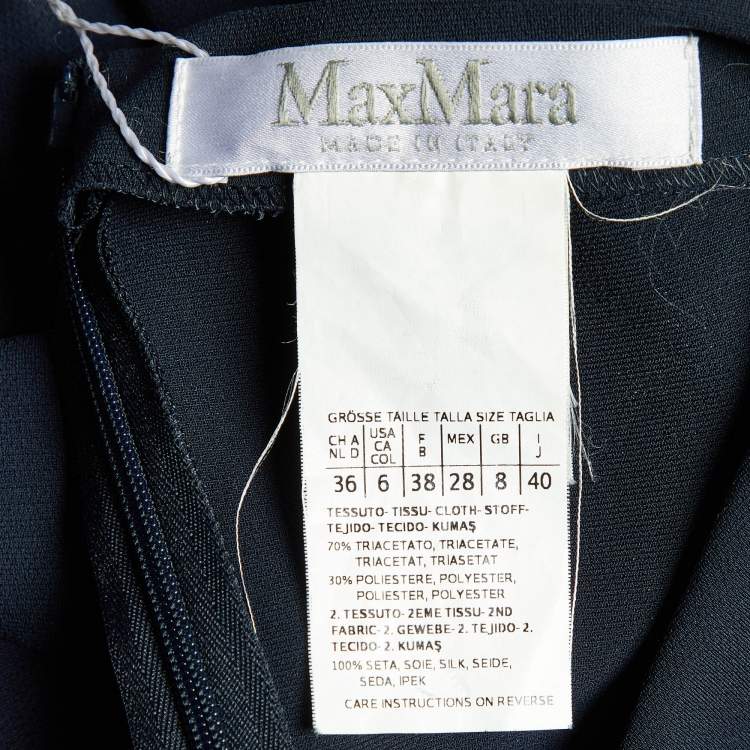 MaxMara
MADE IN ITALY
GRÖSSE TAILLE TALLA SIZE TAGLIA
CH A NL D USA CA COL F B MEX GB I J
36 6 38 28 8 40
TESSUTO- TISSU- CLOTH- STOFF-
TEJIDO- TECIDO- KUMAŞ
70% TRIACETATO, TRIACETATE,
TRIACETAT, TRİASETAT
30% POLIESTERE, POLYESTER,
POLIESTER, POLYESTER
2. TESSUTO- 2EME TISSU- 2ND
FABRIC- 2. GEWEBE- 2. TEJIDO- 2.
TECIDO- 2. KUMAŞ
100% SETA, SOIE, SILK, SEIDE,
SEDA, IPEK
CARE INSTRUCTIONS ON REVERSE